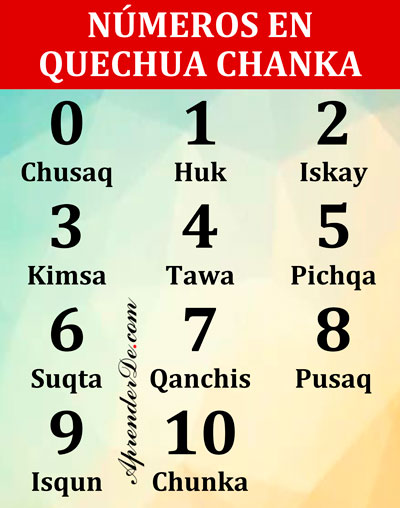 NÚMEROS EN
QUECHUA CHANKA
0 1 2
Chusaq Huk Iskay
3 4 5
Kimsa Tawa Pichqa
6 7 8
Suqta Qanchis Pusaq
9 10
Isqun Chunka
AprenderDe.com